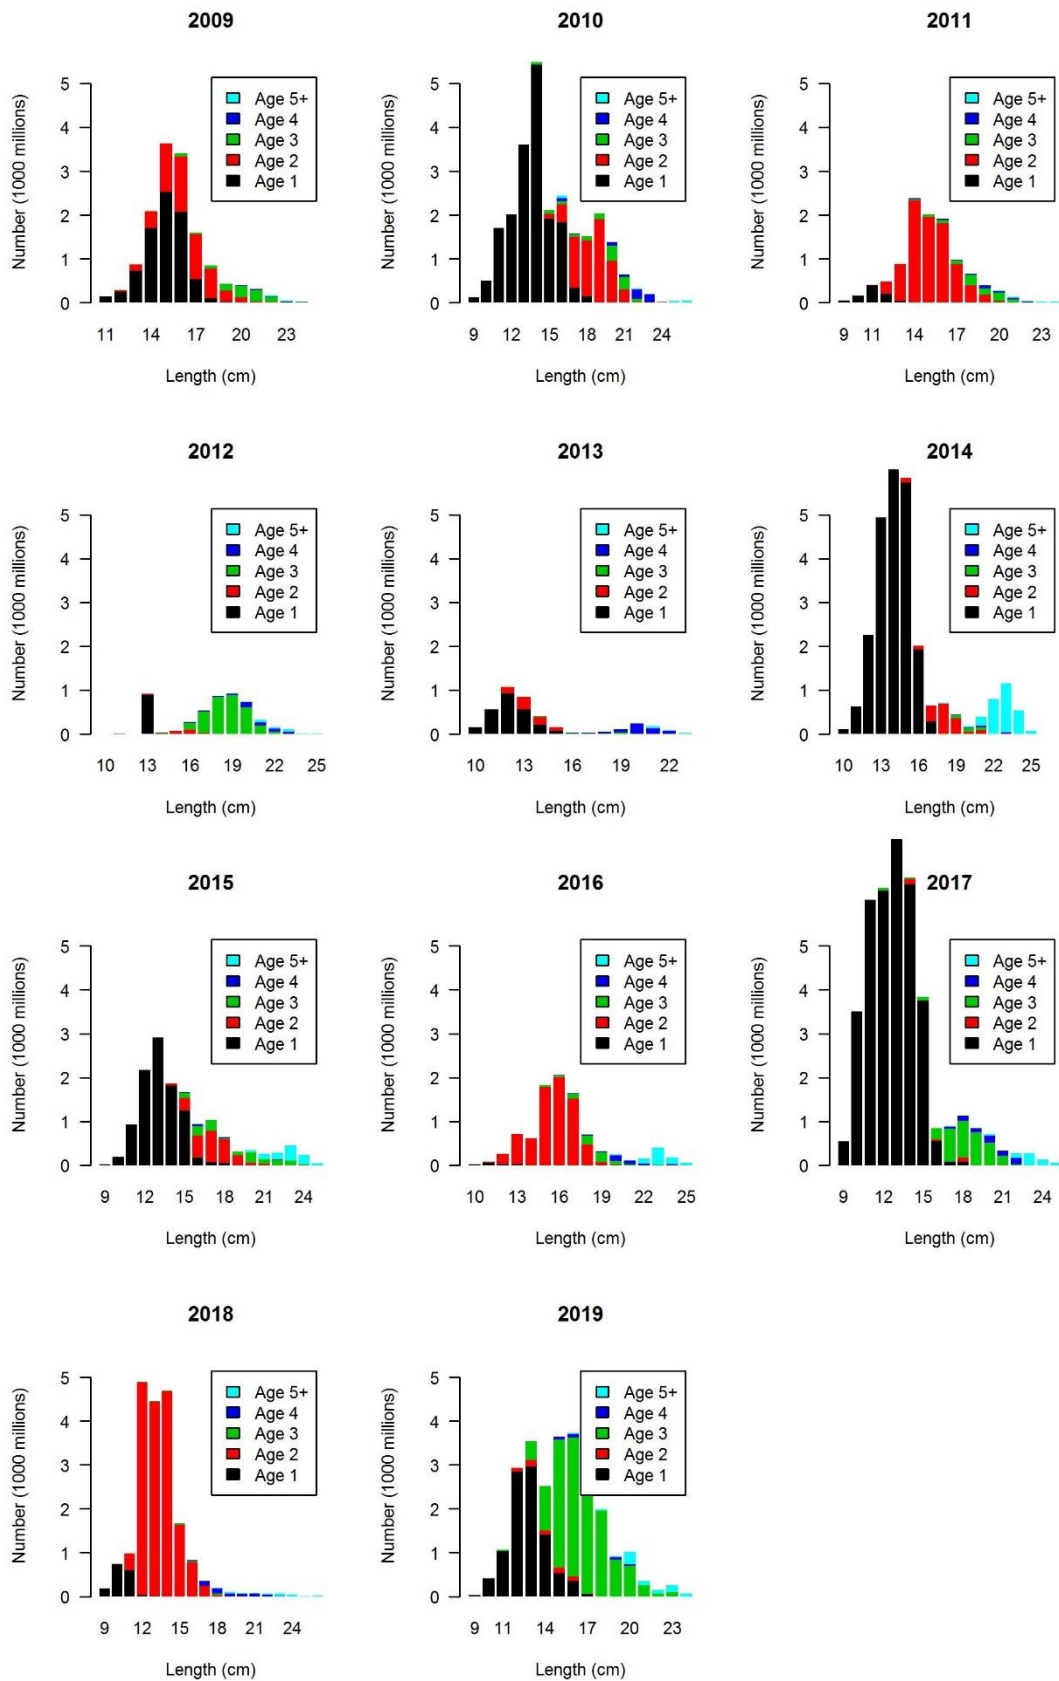 2009
Number (1000 millions)
5
4
3
2
1
0
Age 5+
Age 4
Age 3
Age 2
Age 1
11 14 17 20 23
Length (cm)
2010
Number (1000 millions)
5
4
3
2
1
0
Age 5+
Age 4
Age 3
Age 2
Age 1
9 12 15 18 21 24
Length (cm)
2011
Number (1000 millions)
5
4
3
2
1
0
Age 5+
Age 4
Age 3
Age 2
Age 1
9 11 14 17 20 23
Length (cm)
2012
Number (1000 millions)
5
4
3
2
1
0
Age 5+
Age 4
Age 3
Age 2
Age 1
10 13 16 19 22 25
Length (cm)
2013
Number (1000 millions)
5
4
3
2
1
0
Age 5+
Age 4
Age 3
Age 2
Age 1
10 13 16 19 22
Length (cm)
2014
Number (1000 millions)
5
4
3
2
1
0
Age 5+
Age 4
Age 3
Age 2
Age 1
10 13 16 19 22 25
Length (cm)
2015
Number (1000 millions)
5
4
3
2
1
0
Age 5+
Age 4
Age 3
Age 2
Age 1
9 12 15 18 21 24
Length (cm)
2016
Number (1000 millions)
5
4
3
2
1
0
Age 5+
Age 4
Age 3
Age 2
Age 1
10 13 16 19 22 25
Length (cm)
2017
Number (1000 millions)
5
4
3
2
1
0
Age 5+
Age 4
Age 3
Age 2
Age 1
9 12 15 18 21 24
Length (cm)
2018
Number (1000 millions)
5
4
3
2
1
0
Age 5+
Age 4
Age 3
Age 2
Age 1
9 12 15 18 21 24
Length (cm)
2019
Number (1000 millions)
5
4
3
2
1
0
Age 5+
Age 4
Age 3
Age 2
Age 1
9 11 14 17 20 23
Length (cm)